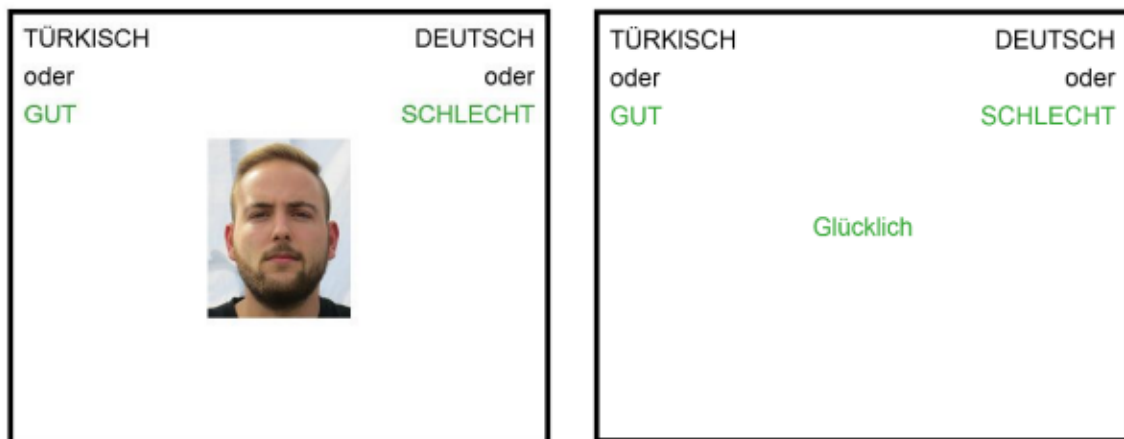 TÜRKISCH DEUTSCH
oder oder
GUT SCHLECHT
TÜRKISCH DEUTSCH
oder oder
GUT SCHLECHT
Glücklich